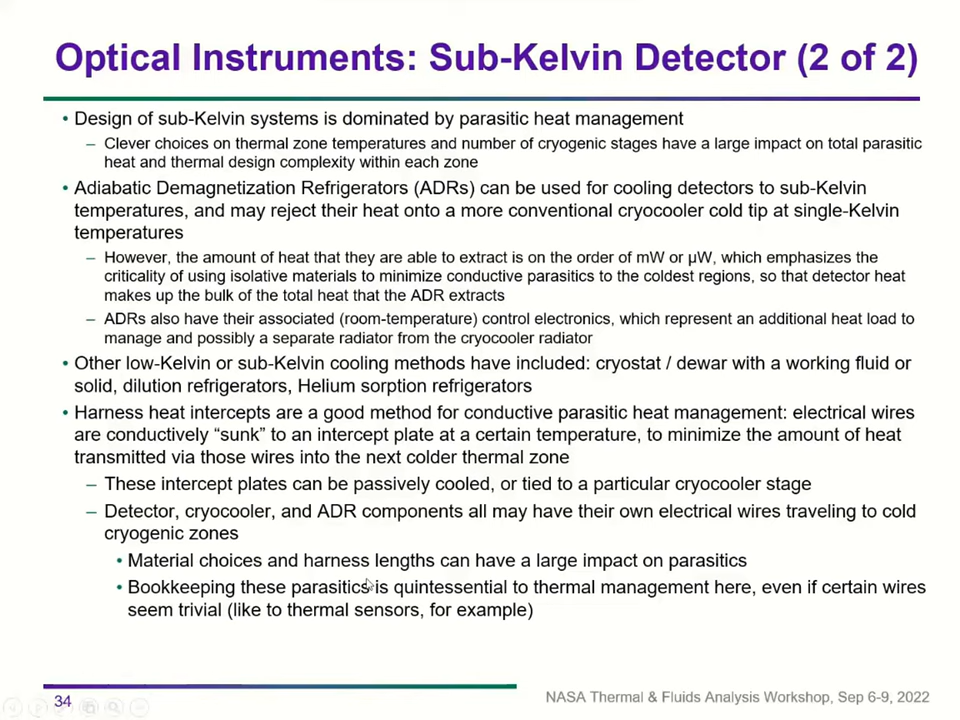 Optical Instruments: Sub-Kelvin Detector (2 of 2)
• Design of sub-Kelvin systems is dominated by parasitic heat management
– Clever choices on thermal zone temperatures and number of cryogenic stages have a large impact on total parasitic
heat and thermal design complexity within each zone
• Adiabatic Demagnetization Refrigerators (ADRs) can be used for cooling detectors to sub-Kelvin
temperatures, and may reject their heat onto a more conventional cryocooler cold tip at single-Kelvin
temperatures
– However, the amount of heat that they are able to extract is on the order of mW or µW, which emphasizes the
criticality of using isolative materials to minimize conductive parasitics to the coldest regions, so that detector heat
makes up the bulk of the total heat that the ADR extracts
– ADRs also have their associated (room-temperature) control electronics, which represent an additional heat load to
manage and possibly a separate radiator from the cryocooler radiator
• Other low-Kelvin or sub-Kelvin cooling methods have included: cryostat / dewar with a working fluid or
solid, dilution refrigerators, Helium sorption refrigerators
• Harness heat intercepts are a good method for conductive parasitic heat management: electrical wires
are conductively “sunk” to an intercept plate at a certain temperature, to minimize the amount of heat
transmitted via those wires into the next colder thermal zone
– These intercept plates can be passively cooled, or tied to a particular cryocooler stage
– Detector, cryocooler, and ADR components all may have their own electrical wires traveling to cold
cryogenic zones
• Material choices and harness lengths can have a large impact on parasitics
• Bookkeeping these parasitics is quintessential to thermal management here, even if certain wires
seem trivial (like to thermal sensors, for example)
34
NASA Thermal & Fluids Analysis Workshop, Sep 6-9, 2022